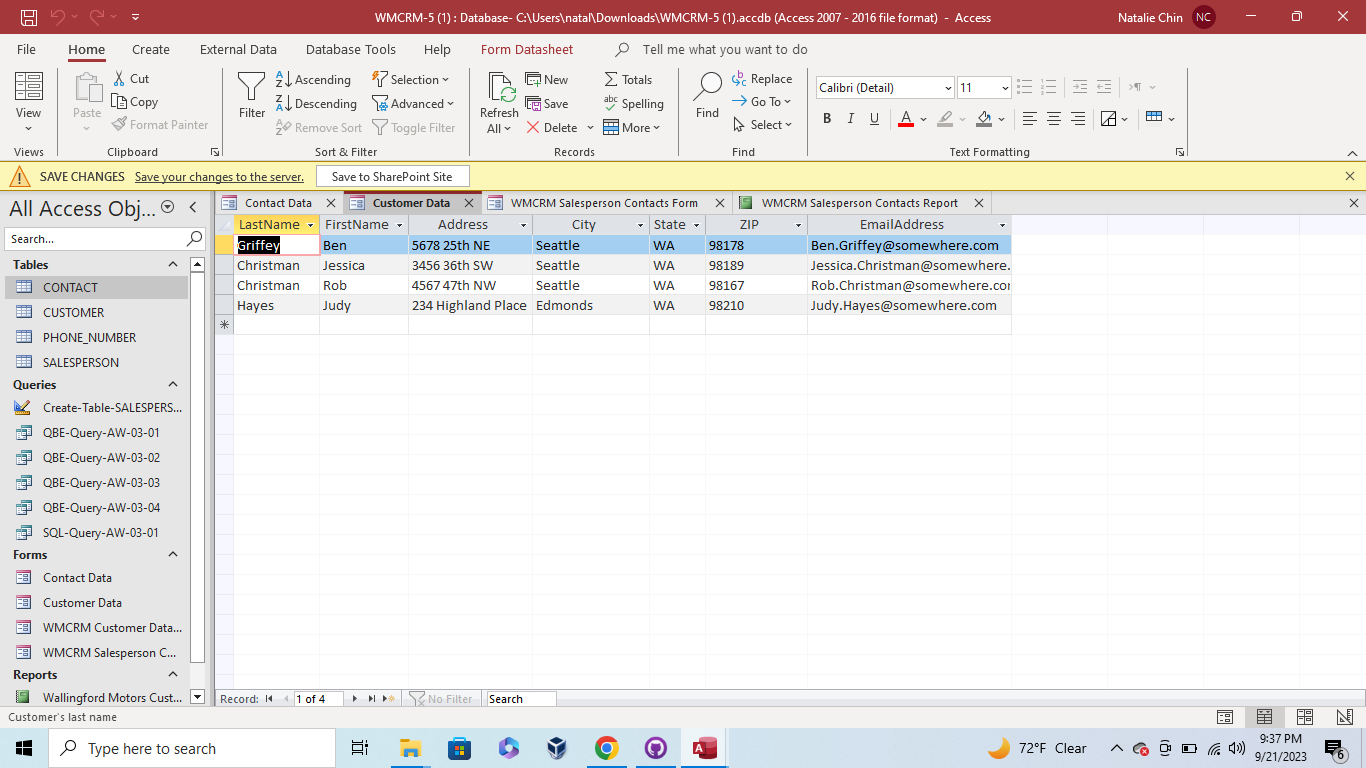 WMCRM-5 (1) : Database- C:\Users\natal\Downloads\WMCRM-5 (1).accdb (Access 2007 - 2016 file format) - Access
Natalie Chin NC
File Home Create External Data Database Tools Help Form Datasheet Tell me what you want to do
View
Views
Paste
Cut
Copy
Format Painter
Clipboard
Filter
Ascending
Descending
Remove Sort
Selection
Advanced
Toggle Filter
Sort & Filter
Refresh All
New
Save
Delete
Totals
Spelling
More
Records
Find
Replace
Go To
Select
Find
Calibri (Detail) 11
B I U A
Text Formatting
SAVE CHANGES Save your changes to the server. Save to SharePoint Site
All Access Obj...
Search...
Tables
CONTACT
CUSTOMER
PHONE_NUMBER
SALESPERSON
Queries
Create-Table-SALESPERS...
QBE-Query-AW-03-01
QBE-Query-AW-03-02
QBE-Query-AW-03-03
QBE-Query-AW-03-04
SQL-Query-AW-03-01
Forms
Contact Data
Customer Data
WMCRM Customer Data...
WMCRM Salesperson C...
Reports
Wallingford Motors Cust...
Contact Data Customer Data WMCRM Salesperson Contacts Form WMCRM Salesperson Contacts Report
LastName FirstName Address City State ZIP EmailAddress
Griffey Ben 5678 25th NE Seattle WA 98178 Ben.Griffey@somewhere.com
Christman Jessica 3456 36th SW Seattle WA 98189 Jessica.Christman@somewhere.
Christman Rob 4567 47th NW Seattle WA 98167 Rob.Christman@somewhere.cor
Hayes Judy 234 Highland Place Edmonds WA 98210 Judy.Hayes@somewhere.com
Record: 1 of 4 No Filter Search
Customer's last name
Type here to search
72°F Clear
9:37 PM
9/21/2023
6